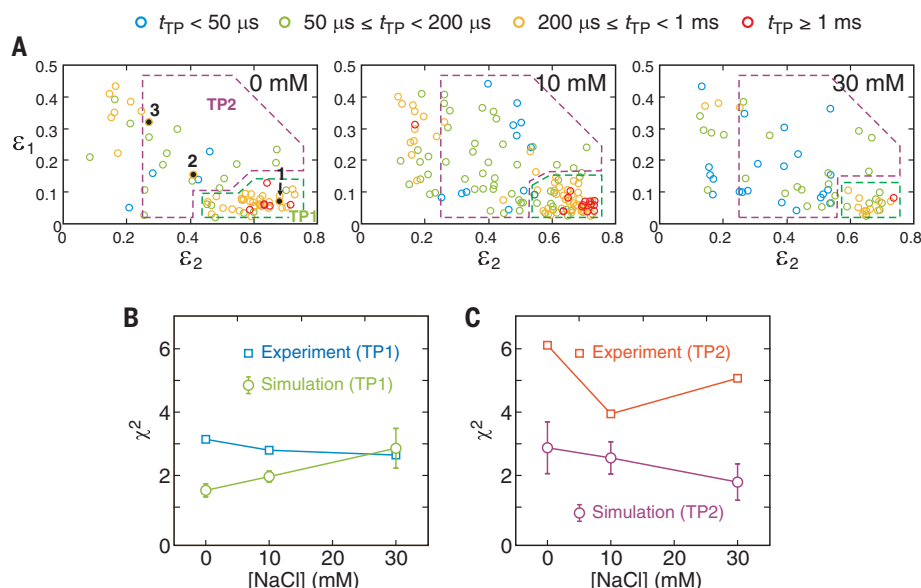 t_TP < 50 μs 50 μs ≤ t_TP < 200 μs 200 μs ≤ t_TP < 1 ms t_TP ≥ 1 ms
A
0.5 0.4 0.3 0.2 0.1 0
ε₁
0 mM
TP2
3
2
1
TP1
0 0.2 0.4 0.6 0.8
ε₂
0.5 0.4 0.3 0.2 0.1 0
10 mM
0 0.2 0.4 0.6 0.8
ε₂
0.5 0.4 0.3 0.2 0.1 0
30 mM
0 0.2 0.4 0.6 0.8
ε₂
B
6 4 2 0
χ²
Experiment (TP1)
Simulation (TP1)
0 10 30
[NaCl] (mM)
C
6 4 2 0
χ²
Experiment (TP2)
Simulation (TP2)
0 10 30
[NaCl] (mM)